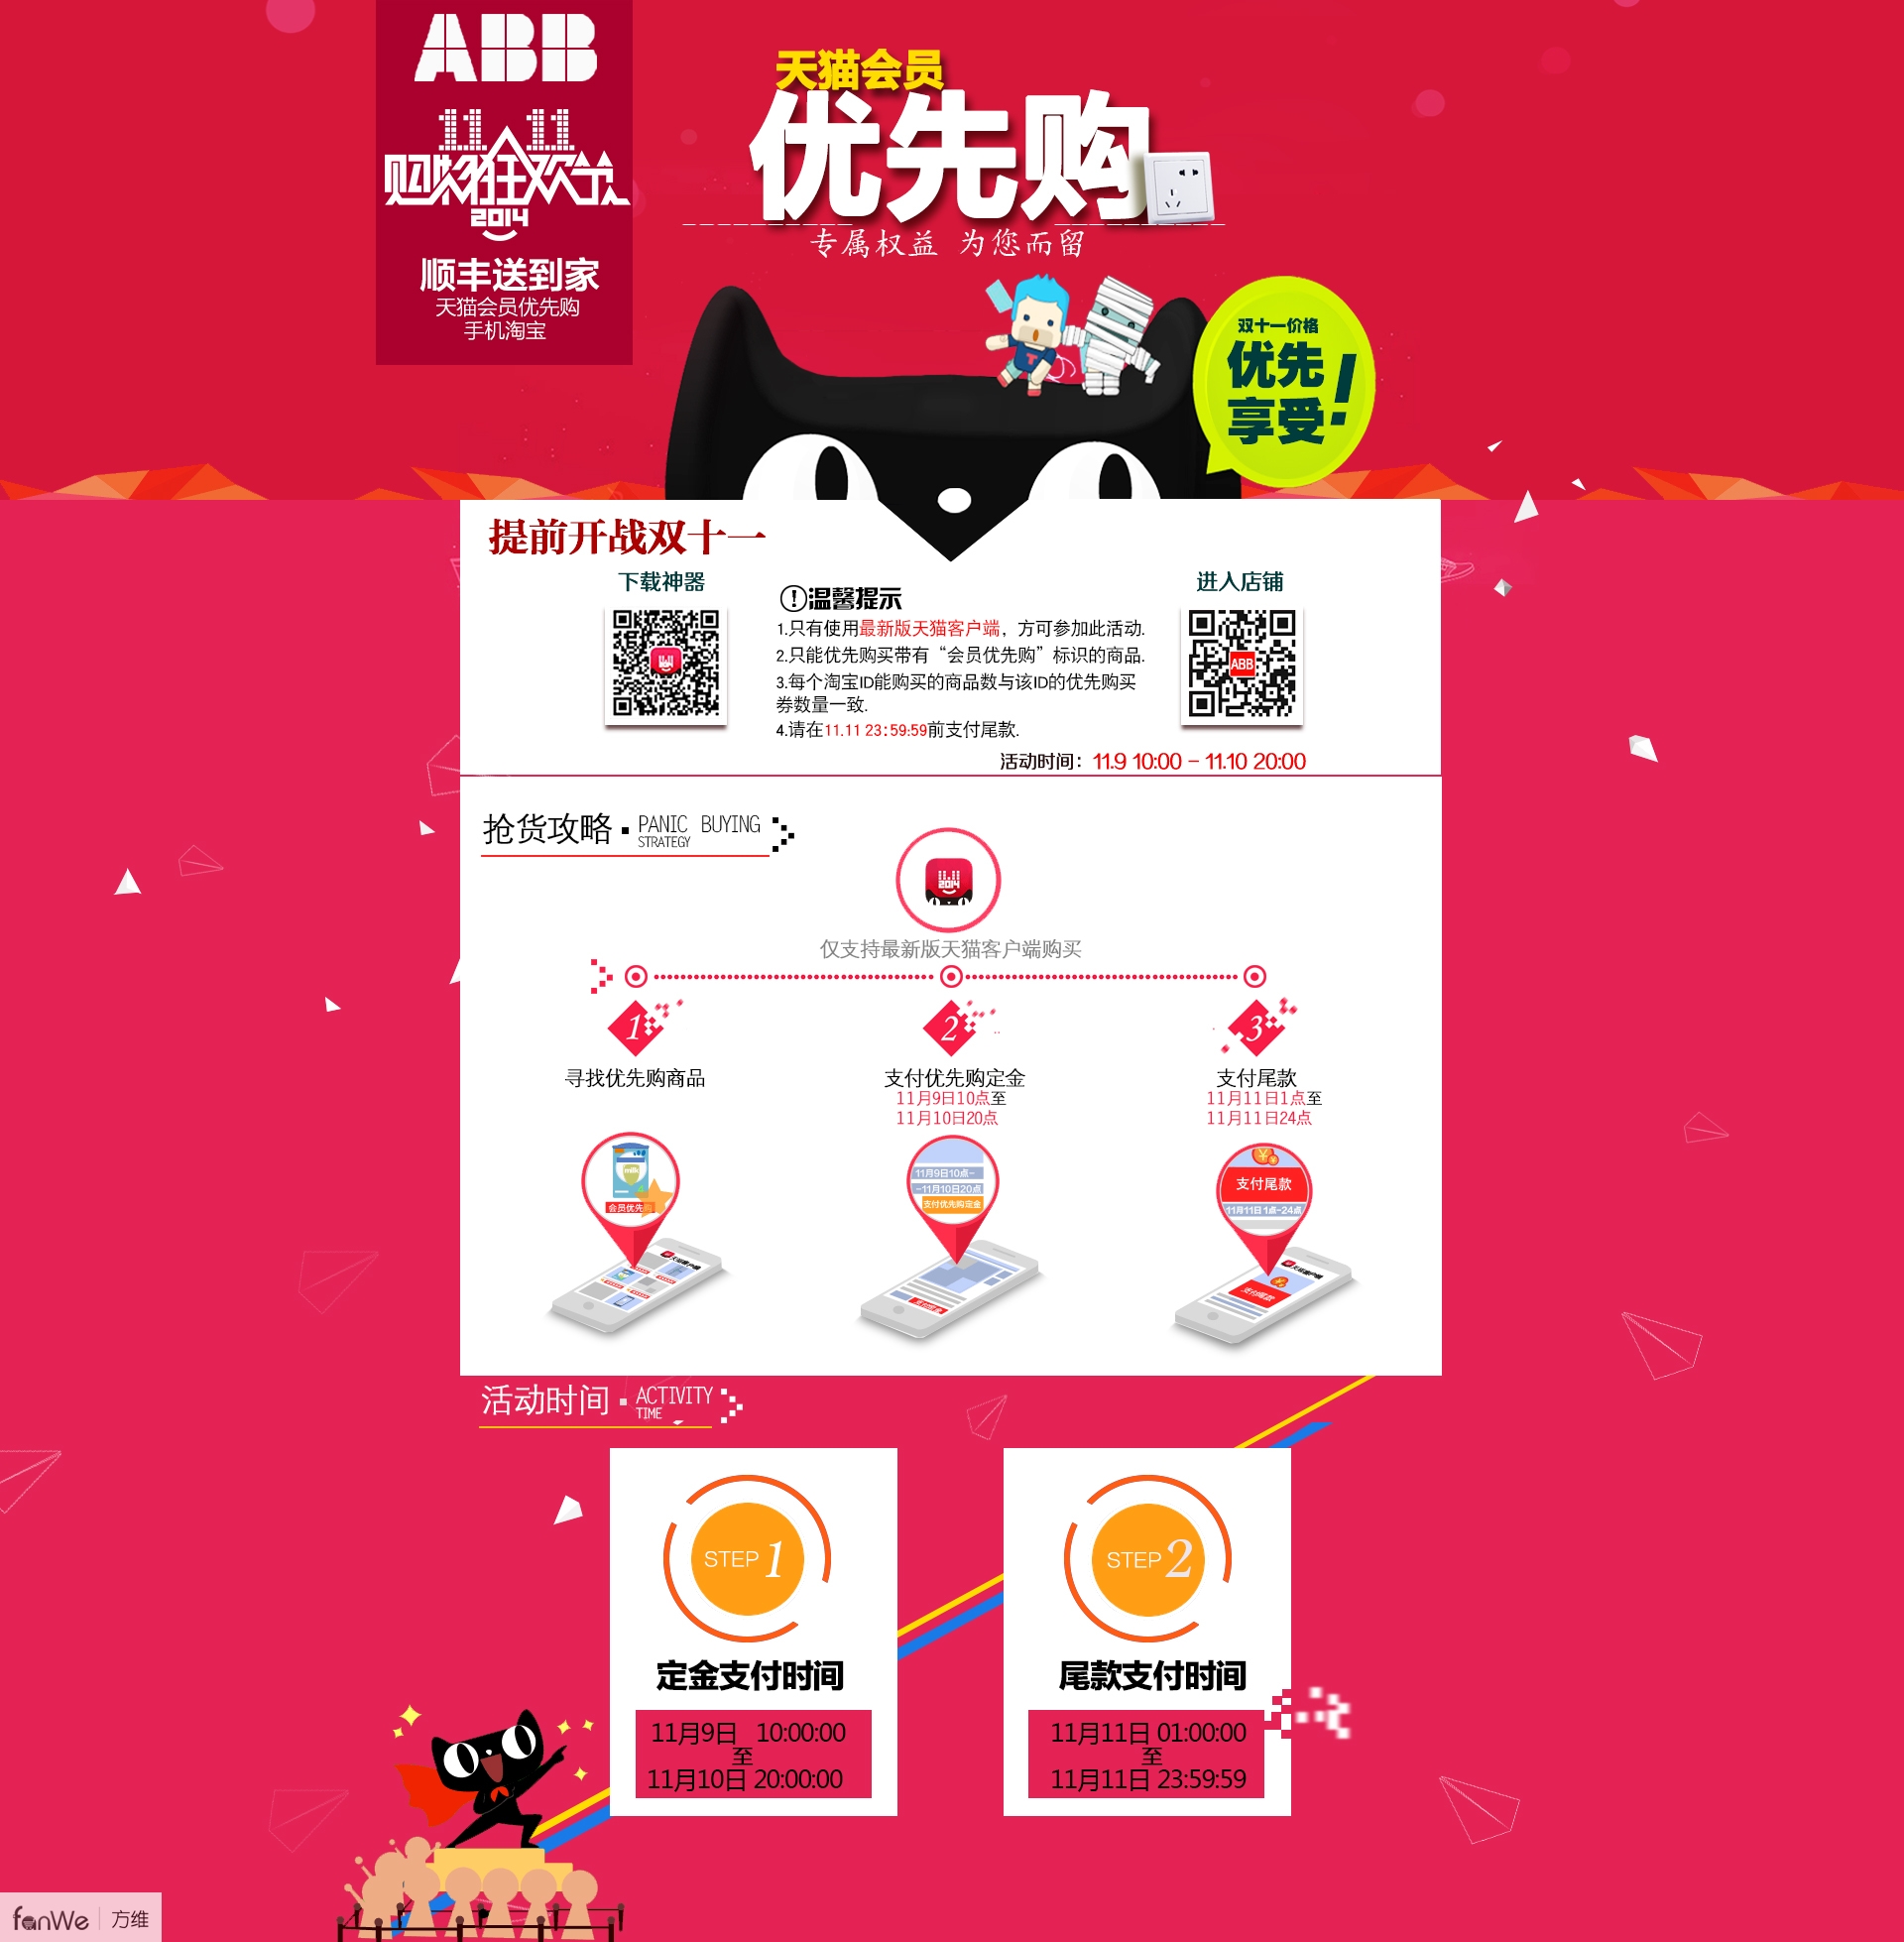 ABB
11.11
购物狂欢节
2014
顺丰送到家
天猫会员优先购
手机淘宝
天猫会员
优先购
专属权益 为您而留
双十一价格
优先
享受!
提前开战双十一
下载神器
温馨提示
1.只有使用最新版天猫客户端，方可参加此活动.
2.只能优先购买带有“会员优先购”标识的商品.
3.每个淘宝ID能购买的商品数与该ID的优先购买
券数量一致.
4.请在11.11 23:59:59前支付尾款.
进入店铺
ABB
活动时间：11.9 10:00 - 11.10 20:00
抢货攻略·PANIC BUYING
STRATEGY
11.11
2014
仅支持最新版天猫客户端购买
1
寻找优先购商品
2
支付优先购定金
11月9日10点至
11月10日20点
3
支付尾款
11月11日1点至
11月11日24点
milk
会员优先购
11月9日10点-
-11月10日20点
支付优先购定金
支付定金
支付尾款
11月11日 1点-24点
天猫客户端
支付尾款
活动时间·ACTIVITY
TIME
STEP 1
定金支付时间
11月9日 10:00:00
至
11月10日 20:00:00
STEP 2
尾款支付时间
11月11日 01:00:00
至
11月11日 23:59:59
fanWe 方维